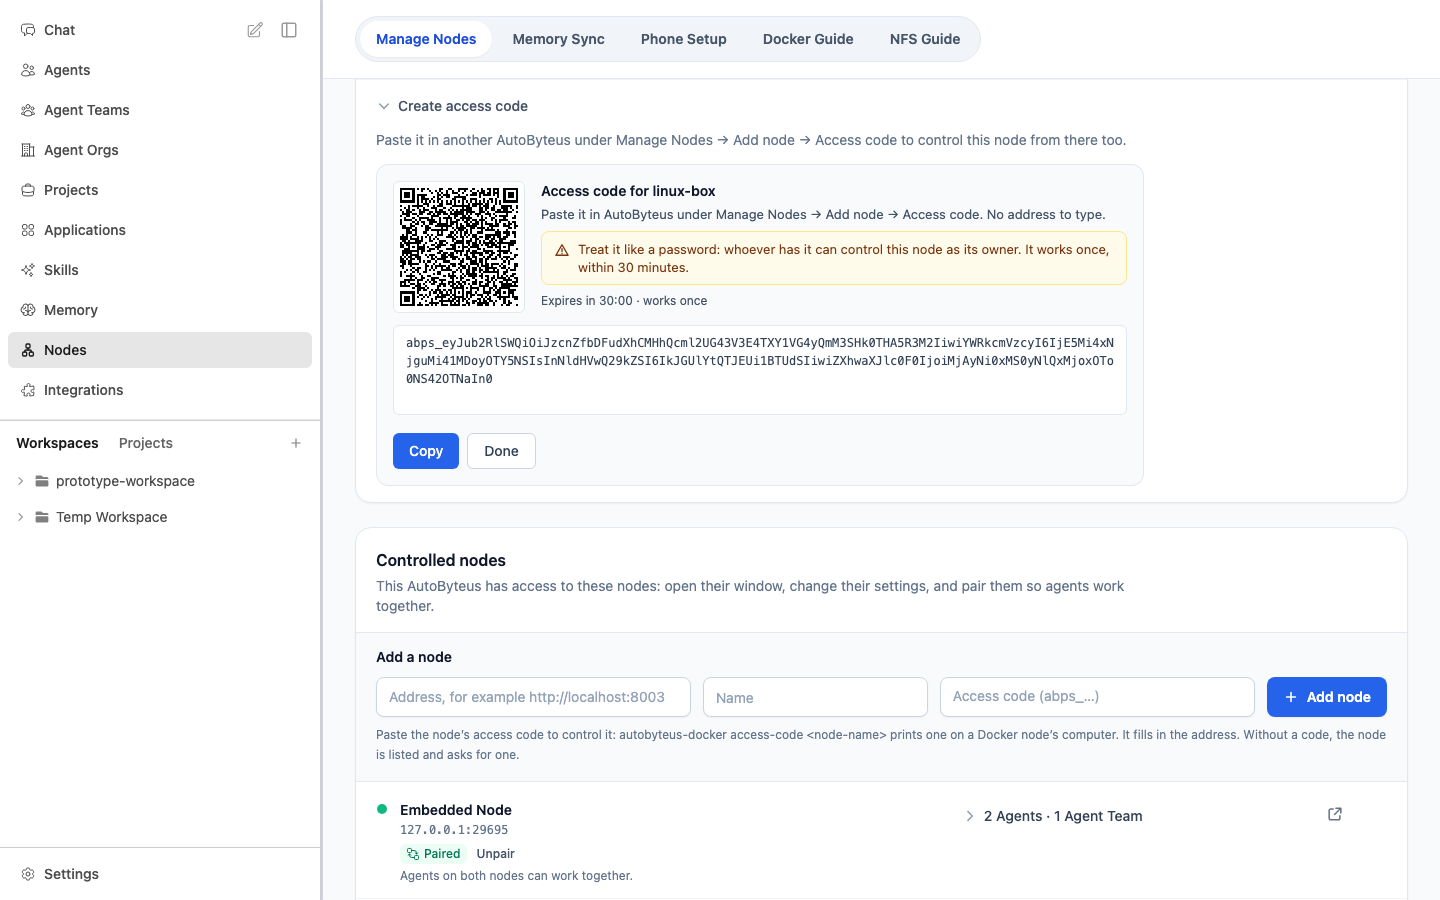 Chat
Agents
Agent Teams
Agent Orgs
Projects
Applications
Skills
Memory
Nodes
Integrations
Workspaces
Projects
prototype-workspace
Temp Workspace
Settings
Manage Nodes
Memory Sync
Phone Setup
Docker Guide
NFS Guide
Create access code
Paste it in another AutoByteus under Manage Nodes → Add node → Access code to control this node from there too.
Access code for linux-box
Paste it in AutoByteus under Manage Nodes → Add node → Access code. No address to type.
Treat it like a password: whoever has it can control this node as its owner. It works once,
within 30 minutes.
Expires in 30:00 · works once
abps_eyJub2RlSWQiOiJzcnZfbDFudXhCMHhQcml2UG43V3E4TXY1VG4yQmM3SHk0THA5R3M2IiwiYWRkcmVzcyI6IjE5Mi4xN
jguMi41MDoyOTY5NSIsInNldHVwQ29kZSI6IkJGUlYtQTJEUi1BTUdSIiwiZXhwaXJlc0F0IjoiMjAyNi0xMS0yNlQxMjoxOTo
0NS42OTNaIn0
Copy
Done
Controlled nodes
This AutoByteus has access to these nodes: open their window, change their settings, and pair them so agents work
together.
Add a node
Address, for example http://localhost:8003
Name
Access code (abps_…)
Add node
Paste the node’s access code to control it: autobyteus-docker access-code <node-name> prints one on a Docker node’s computer. It fills in the address. Without a code, the node
is listed and asks for one.
Embedded Node
127.0.0.1:29695
Paired
Unpair
Agents on both nodes can work together.
2 Agents · 1 Agent Team